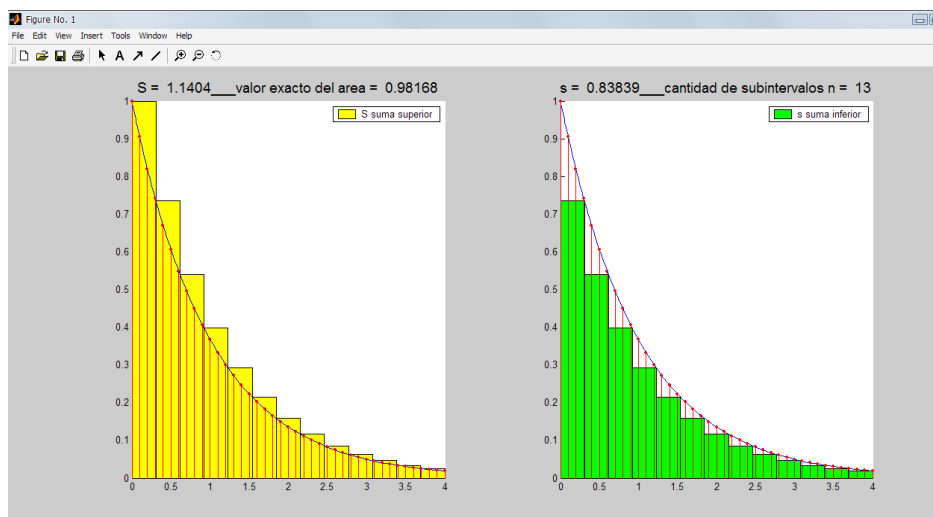 Figure No. 1
File Edit View Insert Tools Window Help
S = 1.1404___valor exacto del area = 0.98168
S suma superior
1
0.9
0.8
0.7
0.6
0.5
0.4
0.3
0.2
0.1
0
0 0.5 1 1.5 2 2.5 3 3.5 4
s = 0.83839___cantidad de subintervalos n = 13
s suma inferior
1
0.9
0.8
0.7
0.6
0.5
0.4
0.3
0.2
0.1
0
0 0.5 1 1.5 2 2.5 3 3.5 4